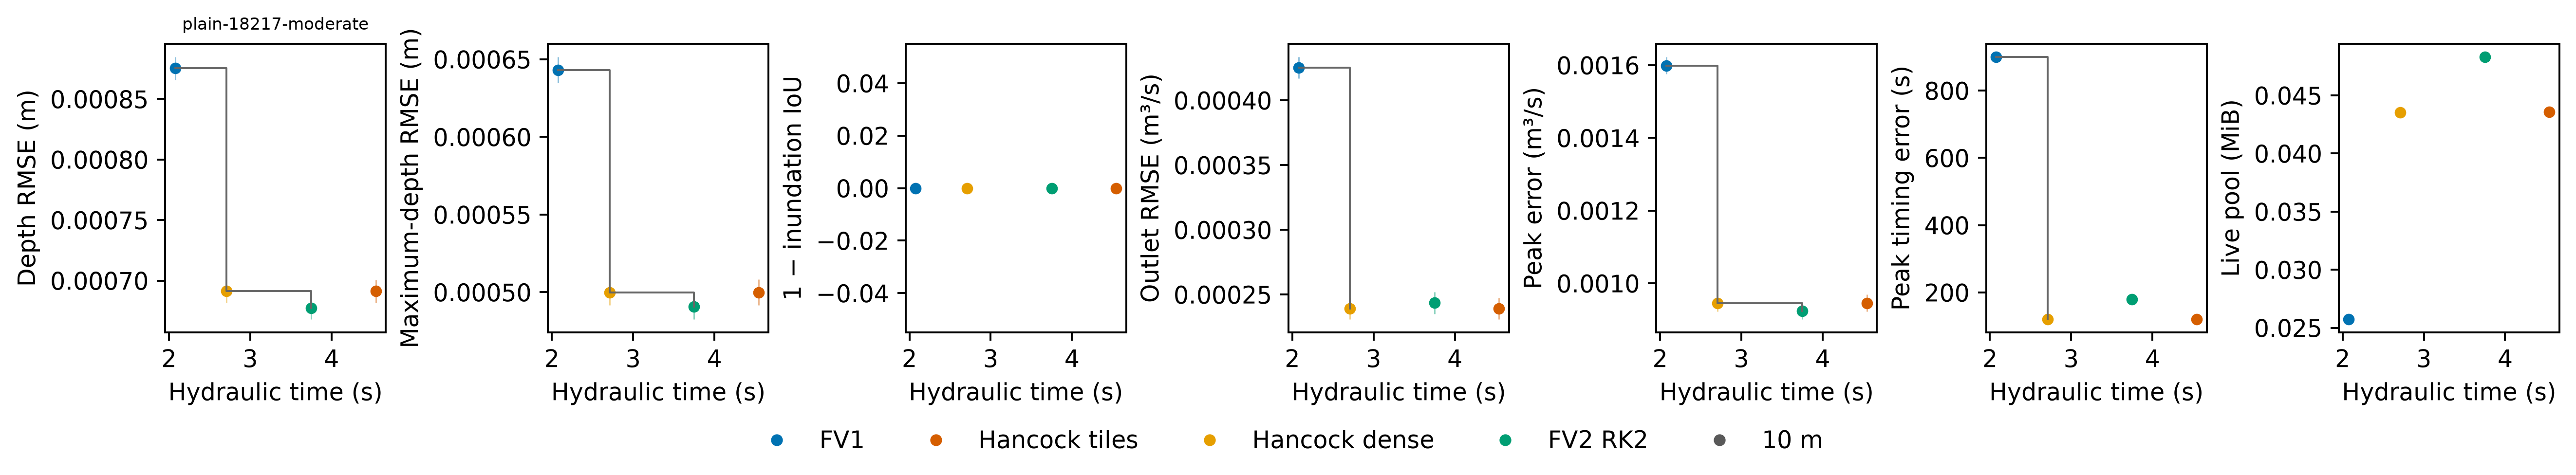 plain-18217-moderate
Depth RMSE (m)
0.00085
0.00080
0.00075
0.00070
2 3 4
Hydraulic time (s)
Maximum-depth RMSE (m)
0.00065
0.00060
0.00055
0.00050
2 3 4
Hydraulic time (s)
1 − inundation IoU
0.04
0.02
0.00
−0.02
−0.04
2 3 4
Hydraulic time (s)
Outlet RMSE (m³/s)
0.00040
0.00035
0.00030
0.00025
2 3 4
Hydraulic time (s)
Peak error (m³/s)
0.0016
0.0014
0.0012
0.0010
2 3 4
Hydraulic time (s)
Peak timing error (s)
800
600
400
200
2 3 4
Hydraulic time (s)
Live pool (MiB)
0.045
0.040
0.035
0.030
0.025
2 3 4
Hydraulic time (s)
FV1 Hancock tiles Hancock dense FV2 RK2 10 m